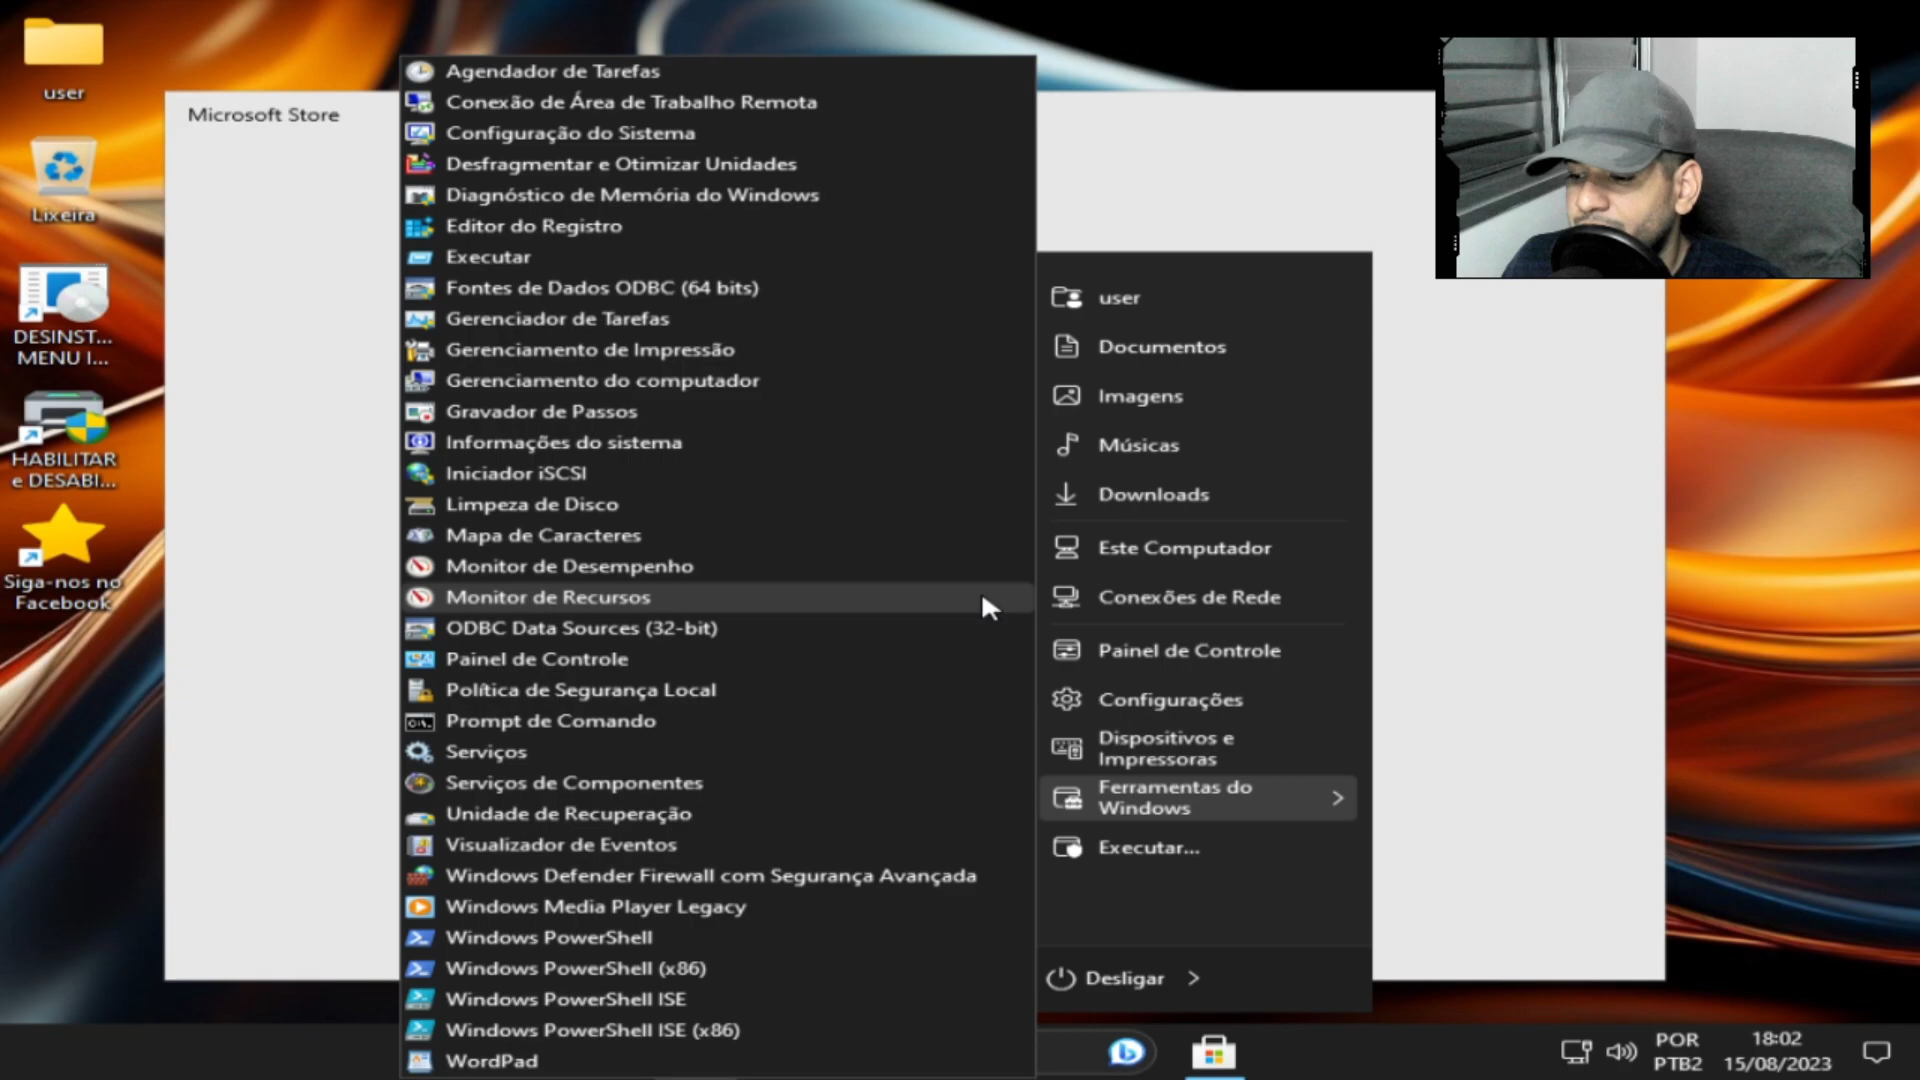 user
Lixeira
DESINST...
MENU I...
HABILITAR
e DESABI...
Siga-nos no
Facebook
Microsoft Store
Agendador de Tarefas
Conexão de Área de Trabalho Remota
Configuração do Sistema
Desfragmentar e Otimizar Unidades
Diagnóstico de Memória do Windows
Editor do Registro
Executar
Fontes de Dados ODBC (64 bits)
Gerenciador de Tarefas
Gerenciamento de Impressão
Gerenciamento do computador
Gravador de Passos
Informações do sistema
Iniciador iSCSI
Limpeza de Disco
Mapa de Caracteres
Monitor de Desempenho
Monitor de Recursos
ODBC Data Sources (32-bit)
Painel de Controle
Política de Segurança Local
Prompt de Comando
Serviços
Serviços de Componentes
Unidade de Recuperação
Visualizador de Eventos
Windows Defender Firewall com Segurança Avançada
Windows Media Player Legacy
Windows PowerShell
Windows PowerShell (x86)
Windows PowerShell ISE
Windows PowerShell ISE (x86)
WordPad
user
Documentos
Imagens
Músicas
Downloads
Este Computador
Conexões de Rede
Painel de Controle
Configurações
Dispositivos e
Impressoras
Ferramentas do
Windows
Executar...
Desligar
POR
PTB2
18:02
15/08/2023